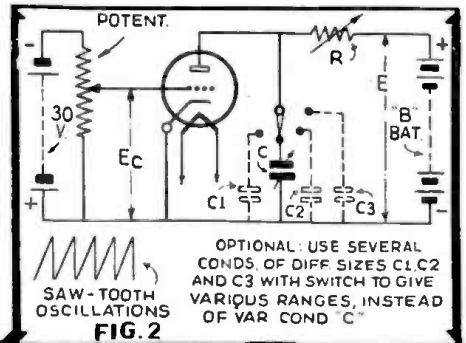 POTENT.
-
30
V.
+
EC
R
+
E
"B"
BAT.
-
C
C1
C2
C3
SAW-TOOTH
OSCILLATIONS
OPTIONAL: USE SEVERAL
CONDS. OF DIFF. SIZES C1, C2
AND C3 WITH SWITCH TO GIVE
VARIOUS RANGES, INSTEAD
OF VAR COND "C"
FIG. 2